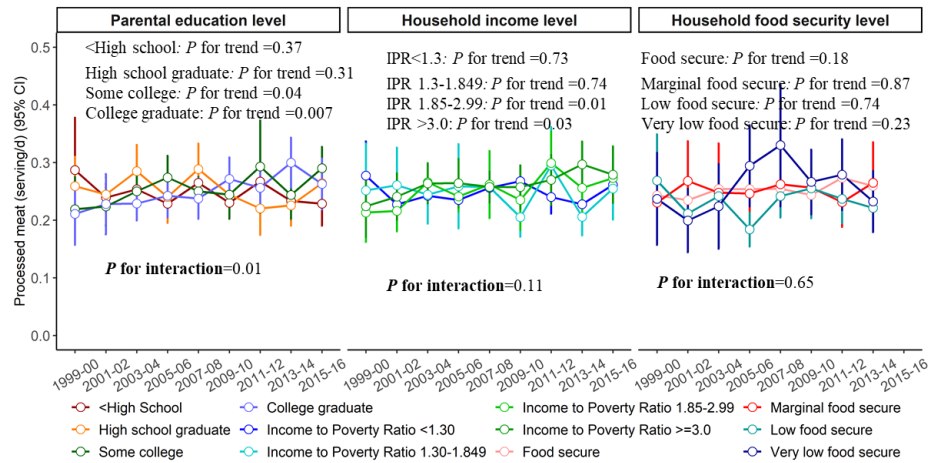 Parental education level
Household income level
Household food security level
Processed meat (serving/d) (95% CI)
0.5
0.4
0.3
0.2
0.1
0.0
<High school: P for trend =0.37
High school graduate: P for trend =0.31
Some college: P for trend =0.04
College graduate: P for trend =0.007
P for interaction=0.01
IPR<1.3: P for trend =0.73
IPR 1.3-1.849: P for trend =0.74
IPR 1.85-2.99: P for trend =0.01
IPR >3.0: P for trend =0.03
P for interaction=0.11
Food secure: P for trend =0.18
Marginal food secure: P for trend =0.87
Low food secure: P for trend =0.74
Very low food secure: P for trend =0.23
P for interaction=0.65
1999-00
2001-02
2003-04
2005-06
2007-08
2009-10
2011-12
2013-14
2015-16
1999-00
2001-02
2003-04
2005-06
2007-08
2009-10
2011-12
2013-14
2015-16
1999-00
2001-02
2003-04
2005-06
2007-08
2009-10
2011-12
2013-14
2015-16
<High School
High school graduate
Some college
College graduate
Income to Poverty Ratio <1.30
Income to Poverty Ratio 1.30-1.849
Income to Poverty Ratio 1.85-2.99
Income to Poverty Ratio >=3.0
Food secure
Marginal food secure
Low food secure
Very low food secure